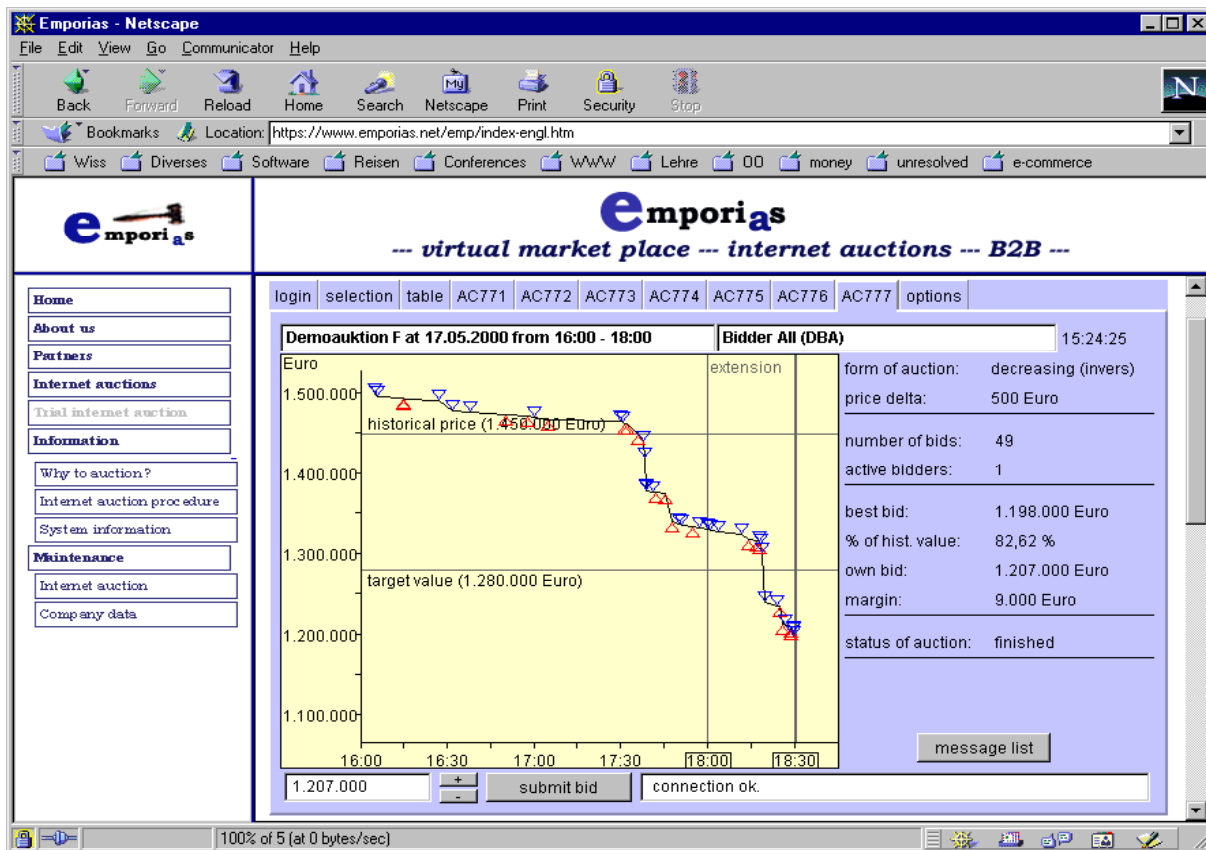 Emporias - Netscape
File Edit View Go Communicator Help
My
N
Back Forward Reload Home Search Netscape Print Security Stop
Bookmarks Location: https://www.emporias.net/emp/index-engl.htm
Wiss Diverses Software Reisen Conferences WWW Lehre OO money unresolved e-commerce
emporias
emporias
--- virtual market place --- internet auctions --- B2B ---
Home
About us
Partners
Internet auctions
Trial internet auction
Information
Why to auction?
Internet auction procedure
System information
Maintenance
Internet auction
Company data
login selection table AC771 AC772 AC773 AC774 AC775 AC776 AC777 options
Demoauktion F at 17.05.2000 from 16:00 - 18:00
Bidder All (DBA)
15:24:25
Euro
extension
1.500.000
historical price (1.450.000 Euro)
1.400.000
1.300.000
target value (1.280.000 Euro)
1.200.000
1.100.000
16:00 16:30 17:00 17:30 18:00 18:30
form of auction: decreasing (invers)
price delta: 500 Euro
number of bids: 49
active bidders: 1
best bid: 1.198.000 Euro
% of hist. value: 82,62 %
own bid: 1.207.000 Euro
margin: 9.000 Euro
status of auction: finished
message list
1.207.000
+
-
submit bid
connection ok.
100% of 5 (at 0 bytes/sec)